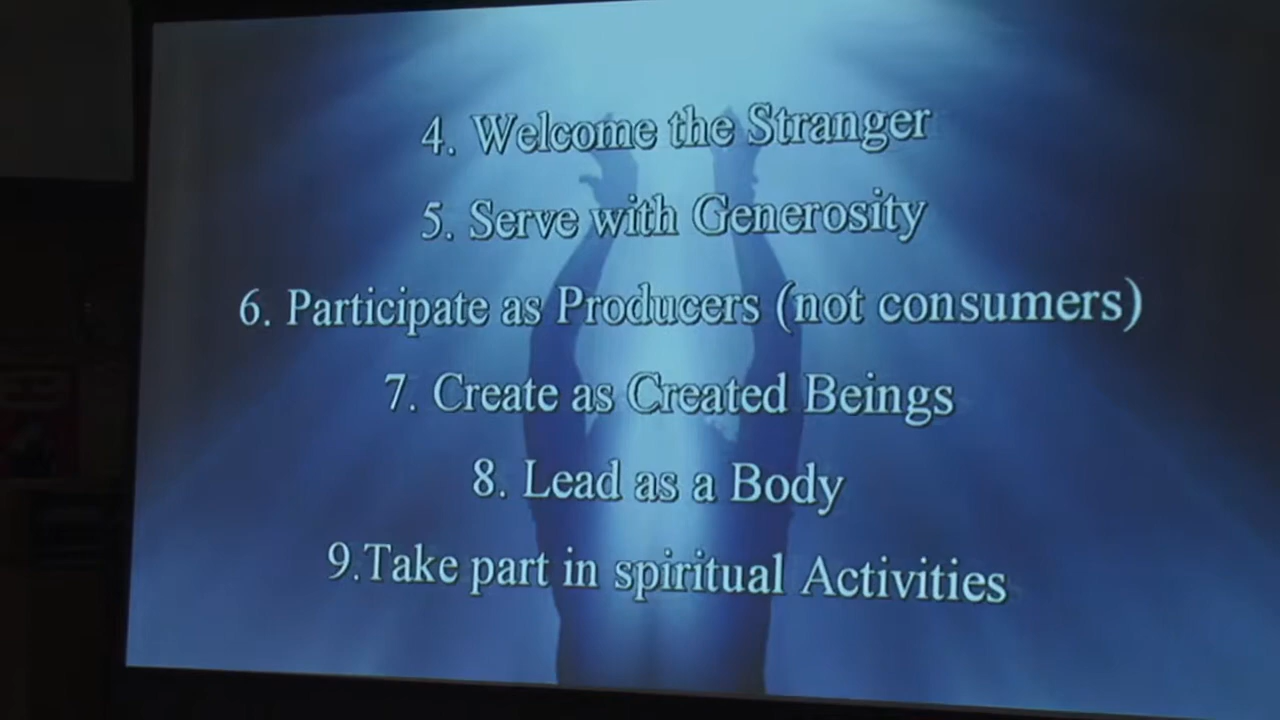 4. Welcome the Stranger
5. Serve with Generosity
6. Participate as Producers (not consumers)
7. Create as Created Beings
8. Lead as a Body
9.Take part in spiritual Activities